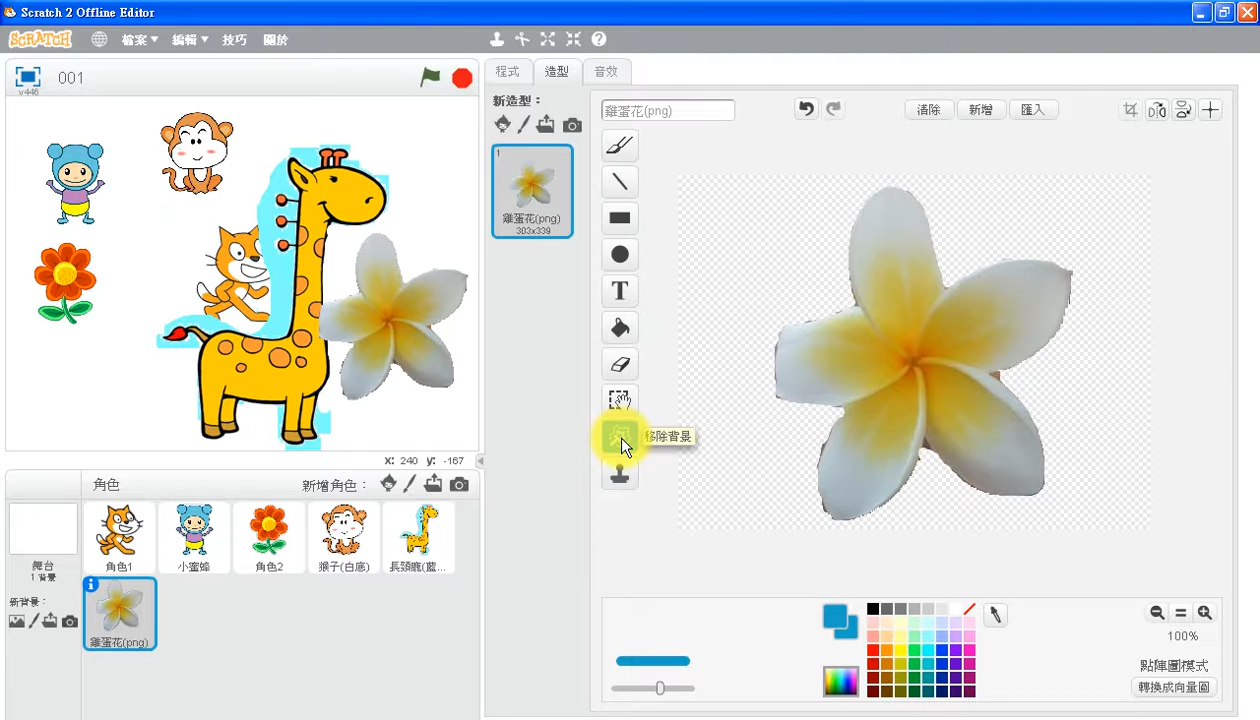 Scratch 2 Offline Editor
SCRATCH 檔案 編輯 技巧 關於
v446 001
程式 造型 音效
新造型：
雞蛋花(png) 清除 新增 匯入
1
雞蛋花(png)
303x339
T
移除背景
x: 240 y: -167
角色 新增角色：
舞台
1 背景
新背景：
角色1 小蜜蜂 角色2 猴子(白底) 長頸鹿(藍...
雞蛋花(png)
100%
點陣圖模式
轉換成向量圖